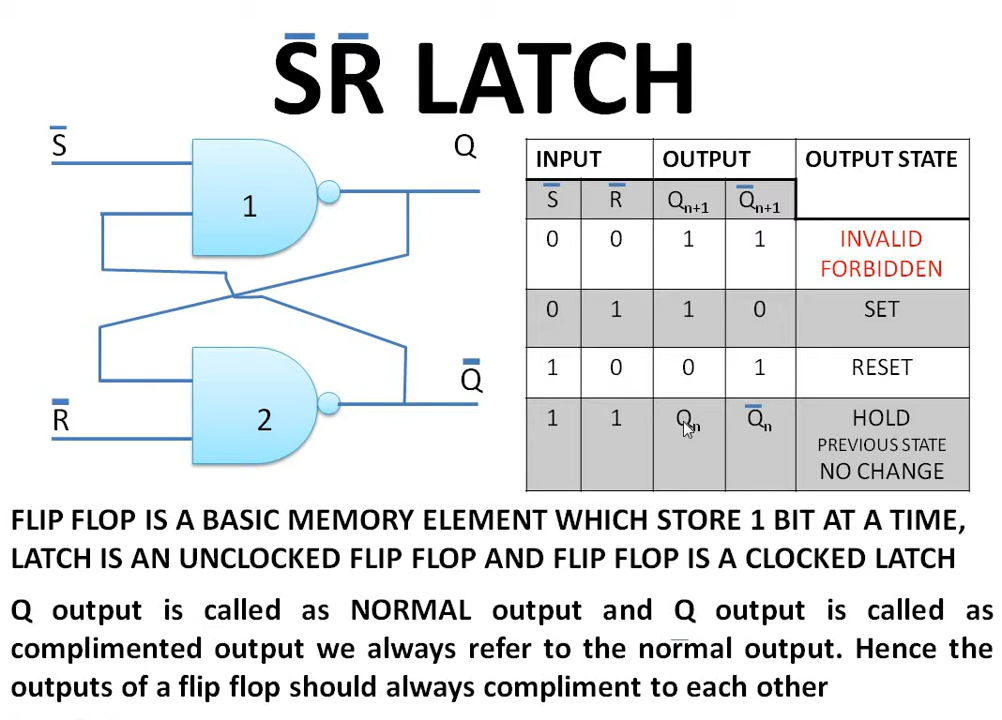 S̅R̅ LATCH
S̅
Q
1
2
R̅
Q̅
INPUT OUTPUT OUTPUT STATE
S̅ R̅ Qn+1 Q̅n+1
0 0 1 1 INVALID
FORBIDDEN
0 1 1 0 SET
1 0 0 1 RESET
1 1 Qn Q̅n HOLD
PREVIOUS STATE
NO CHANGE
FLIP FLOP IS A BASIC MEMORY ELEMENT WHICH STORE 1 BIT AT A TIME,
LATCH IS AN UNCLOCKED FLIP FLOP AND FLIP FLOP IS A CLOCKED LATCH
Q output is called as NORMAL output and Q output is called as
complimented output we always refer to the normal output. Hence the
outputs of a flip flop should always compliment to each other